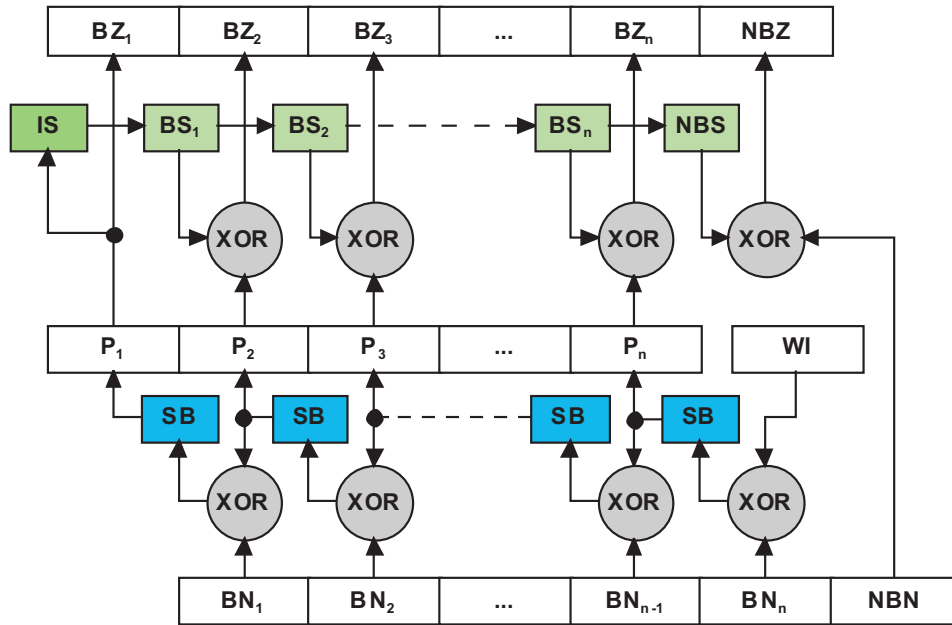 BZ₁ BZ₂ BZ₃ ... BZₙ NBZ
IS BS₁ BS₂ BSₙ NBS
XOR XOR XOR XOR
P₁ P₂ P₃ ... Pₙ WI
SB SB SB SB
XOR XOR XOR XOR
BN₁ BN₂ ... BNₙ₋₁ BNₙ NBN